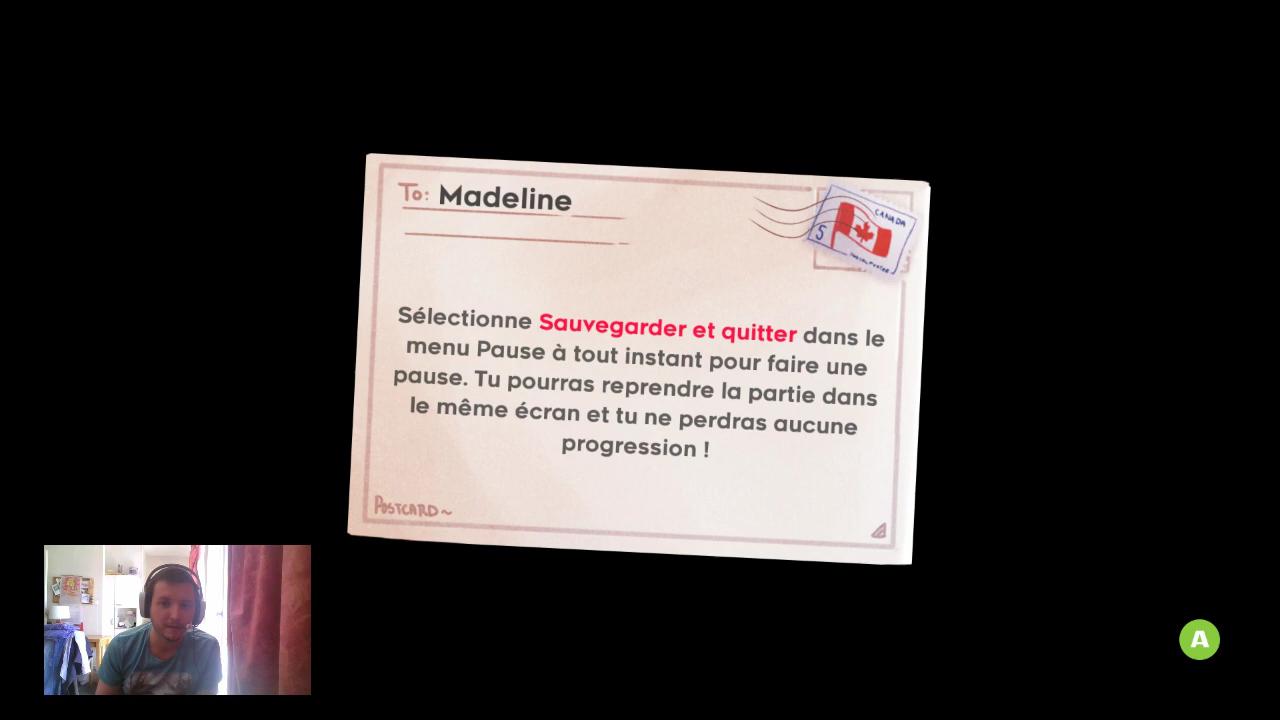 To: Madeline
CANADA
5
Sélectionne Sauvegarder et quitter dans le
menu Pause à tout instant pour faire une
pause. Tu pourras reprendre la partie dans
le même écran et tu ne perdras aucune
progression !
POSTCARD~
A